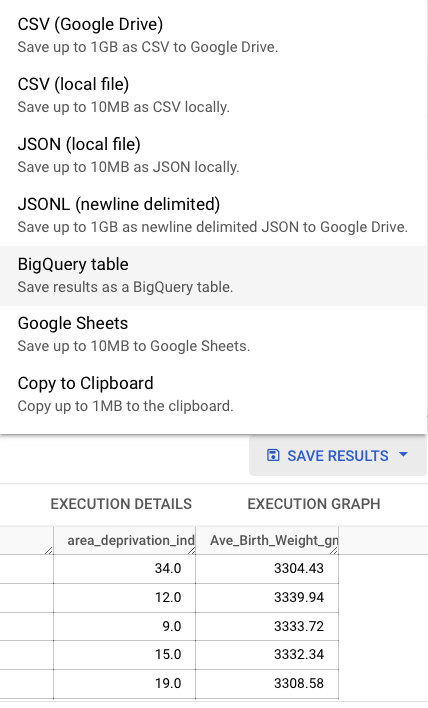 CSV (Google Drive)
Save up to 1GB as CSV to Google Drive.
CSV (local file)
Save up to 10MB as CSV locally.
JSON (local file)
Save up to 10MB as JSON locally.
JSONL (newline delimited)
Save up to 1GB as newline delimited JSON to Google Drive.
BigQuery table
Save results as a BigQuery table.
Google Sheets
Save up to 10MB to Google Sheets.
Copy to Clipboard
Copy up to 1MB to the clipboard.
SAVE RESULTS
EXECUTION DETAILS EXECUTION GRAPH
area_deprivation_ind Ave_Birth_Weight_gn
34.0 3304.43
12.0 3339.94
9.0 3333.72
15.0 3332.34
19.0 3308.58